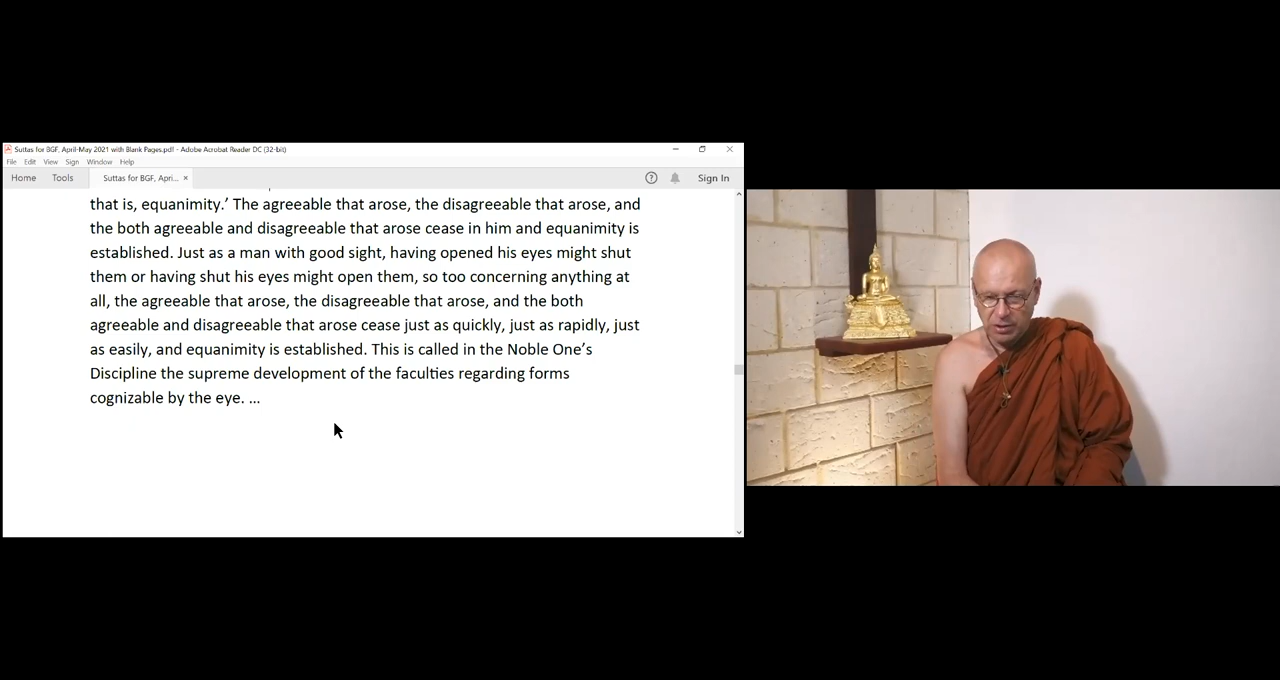 Suttas for BGF, April-May 2021 with Blank Pages.pdf - Adobe Acrobat Reader DC (32-bit)
File Edit View Sign Window Help
Home Tools Suttas for BGF, Apri... × Sign In
that is, equanimity.’ The agreeable that arose, the disagreeable that arose, and
the both agreeable and disagreeable that arose cease in him and equanimity is
established. Just as a man with good sight, having opened his eyes might shut
them or having shut his eyes might open them, so too concerning anything at
all, the agreeable that arose, the disagreeable that arose, and the both
agreeable and disagreeable that arose cease just as quickly, just as rapidly, just
as easily, and equanimity is established. This is called in the Noble One’s
Discipline the supreme development of the faculties regarding forms
cognizable by the eye. ...